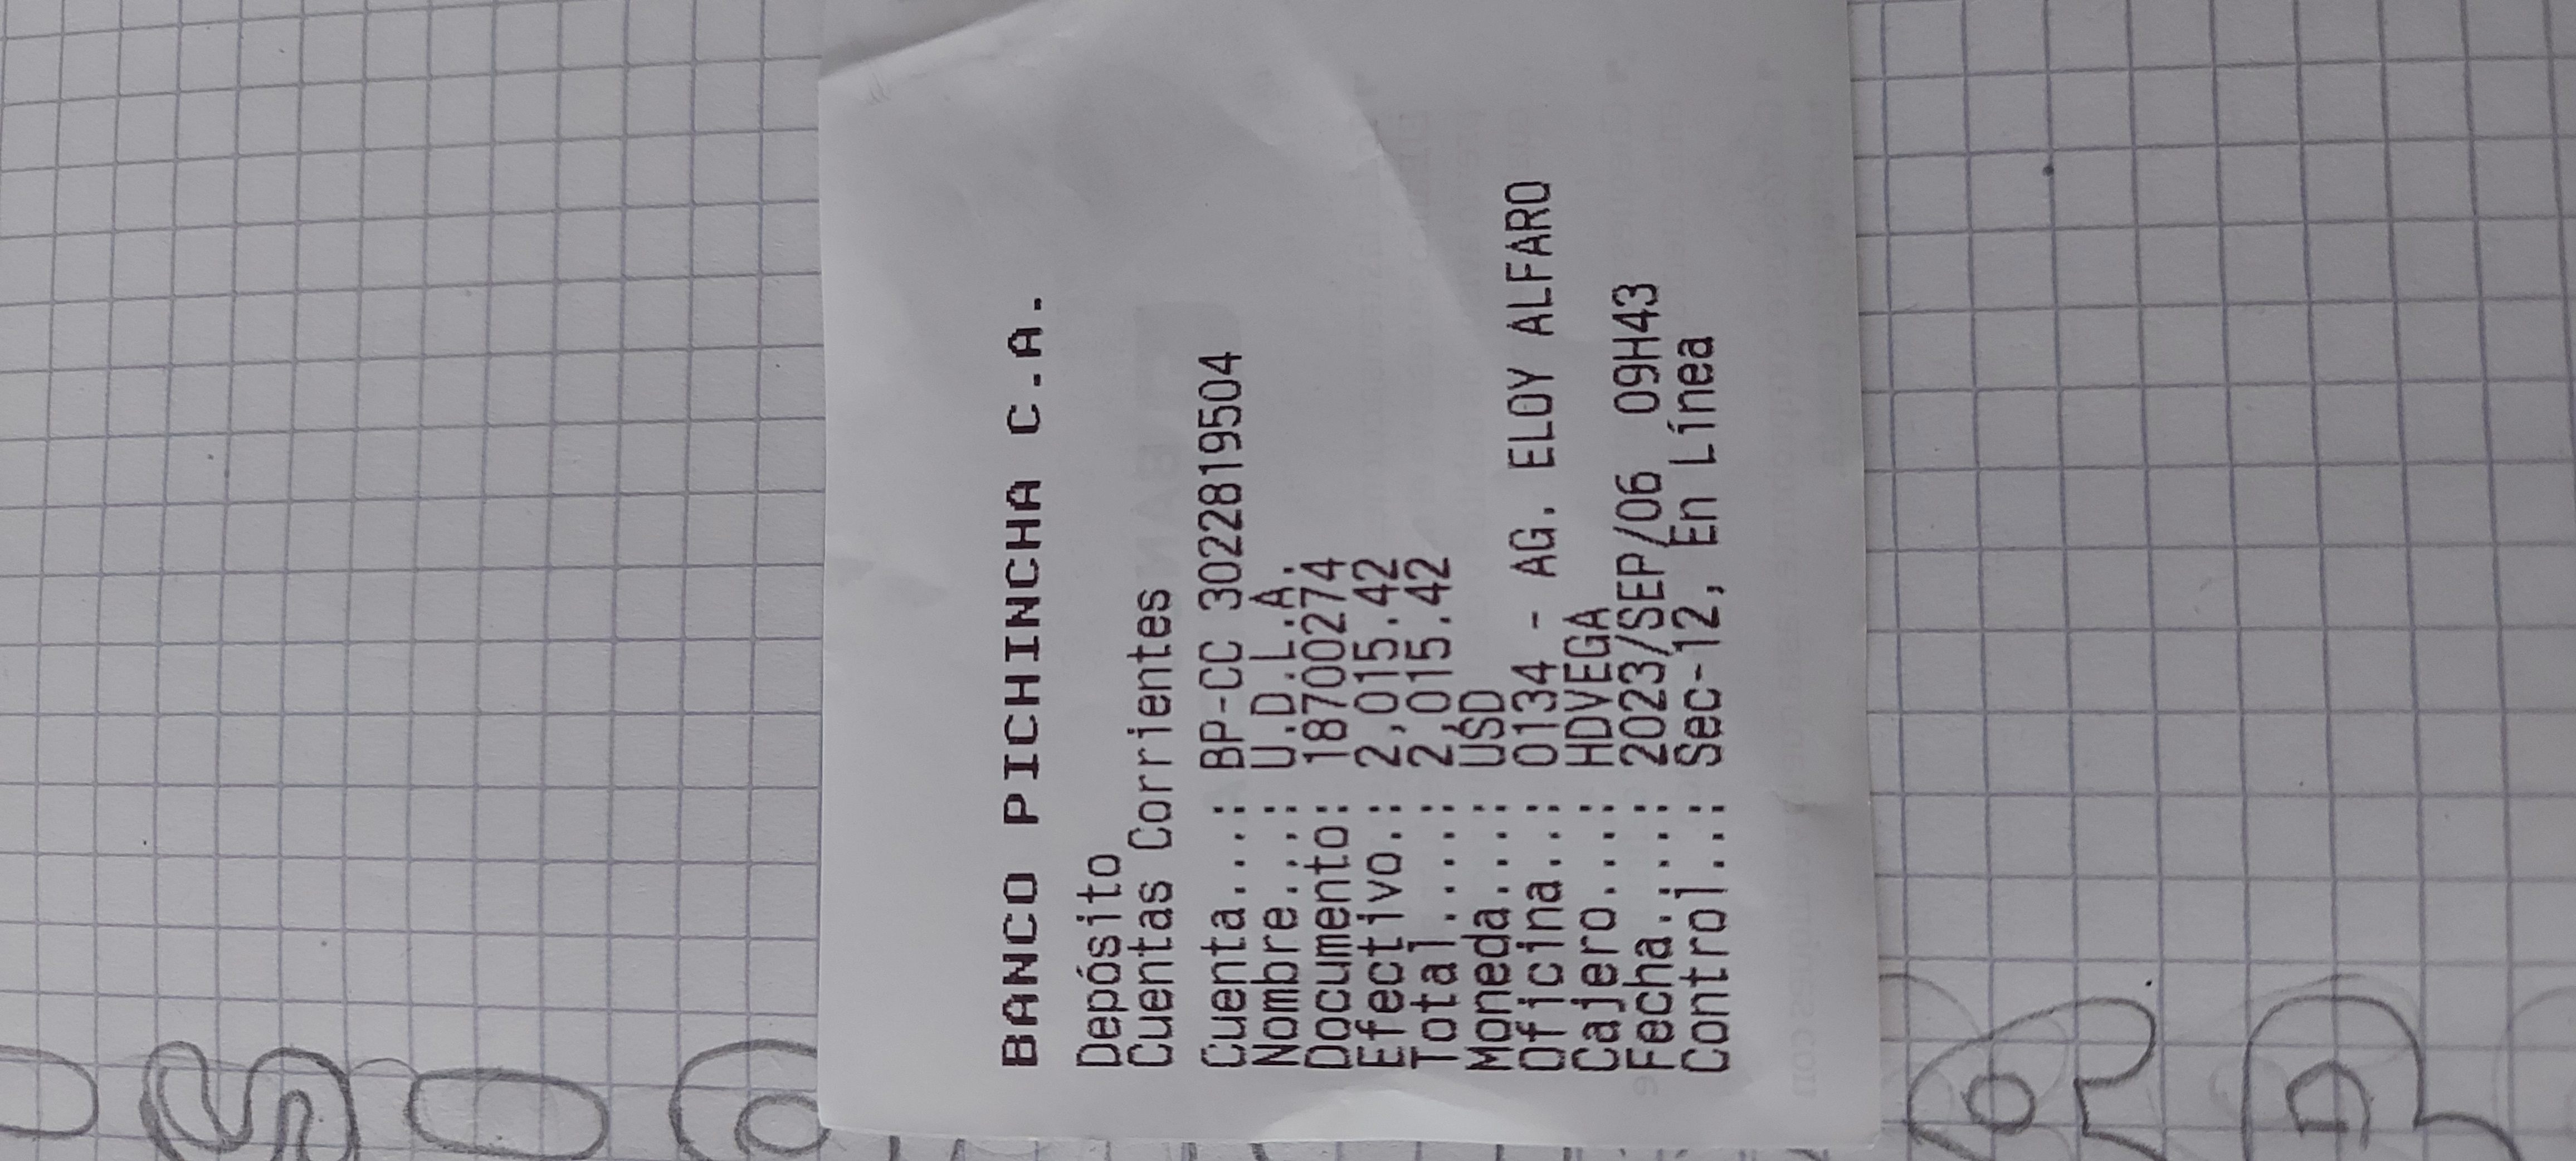 BANCO PICHINCHA C.A.
Depósito
Cuentas Corrientes
Cuenta...: BP-CC 3022819504
Nombre...: U.D.L.A.
Documento: 1870027​4
Efectivo.: 2,015.42
Total....: 2,015.42
Moneda...: USD
Oficina..: 0134 - AG. ELOY ALFARO
Cajero...: HDVEGA
Fecha....: 2023/SEP/06 09H43
Control..: Sec-12, En Línea